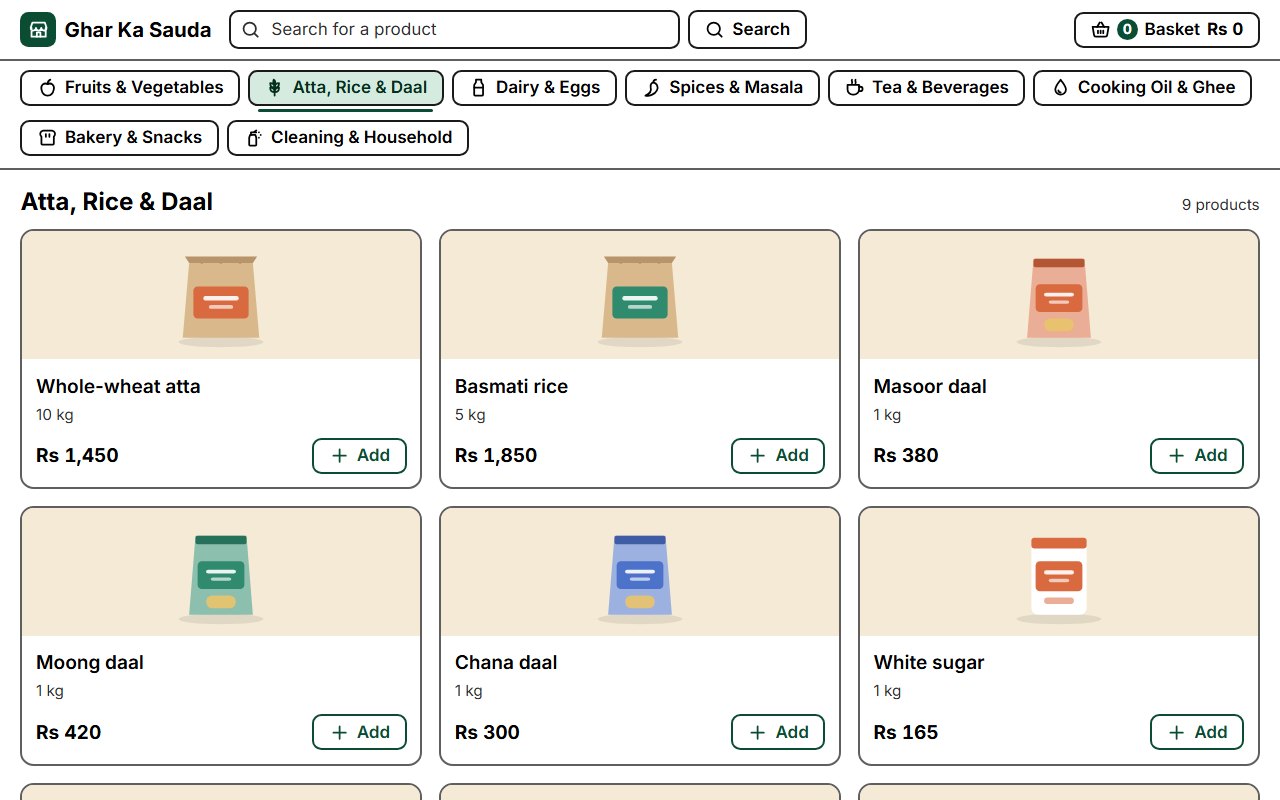 Ghar Ka Sauda
Search for a product
Search
0 Basket Rs 0
Fruits & Vegetables
Atta, Rice & Daal
Dairy & Eggs
Spices & Masala
Tea & Beverages
Cooking Oil & Ghee
Bakery & Snacks
Cleaning & Household
Atta, Rice & Daal
9 products
Whole-wheat atta
10 kg
Rs 1,450
Add
Basmati rice
5 kg
Rs 1,850
Add
Masoor daal
1 kg
Rs 380
Add
Moong daal
1 kg
Rs 420
Add
Chana daal
1 kg
Rs 300
Add
White sugar
1 kg
Rs 165
Add